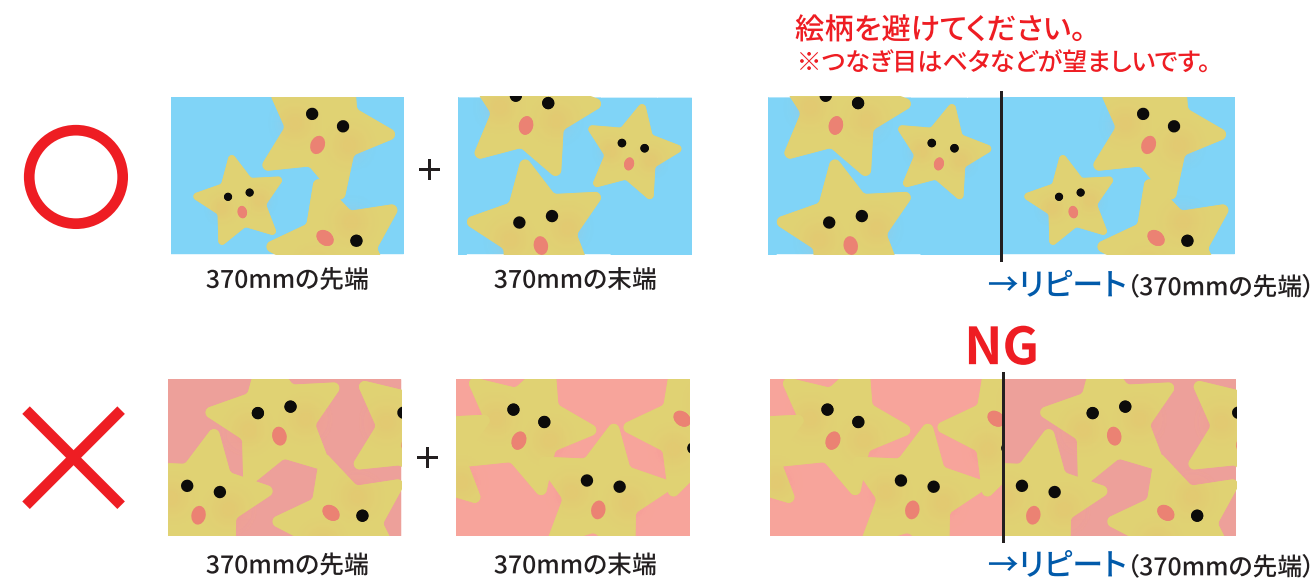 絵柄を避けてください。
※つなぎ目はベタなどが望ましいです。
+
370mmの先端
370mmの末端
→リピート(370mmの先端)
NG
+
370mmの先端
370mmの末端
→リピート(370mmの先端)